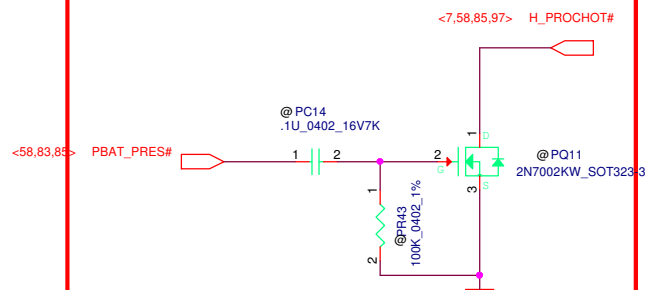 <7,58,85,97> H_PROCHOT#
@ PC14
.1U_0402_16V7K
1
<58,83,85> PBAT_PRES#
1 2
2
D
G
S
@ PQ11
2N7002KW_SOT323-3
3
1
@PR43
100K_0402_1%
2